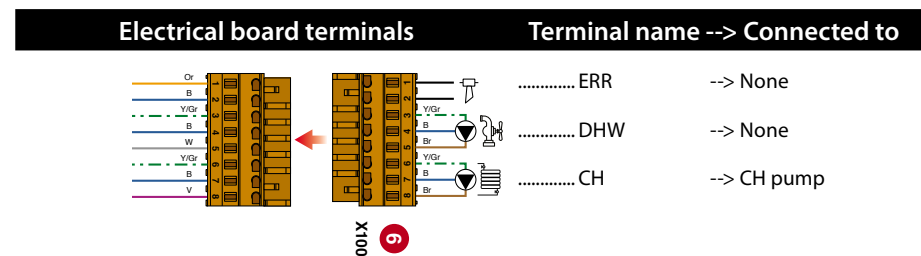 Electrical board terminals Terminal name --> Connected to
Or 1 1 ............. ERR --> None
B 2 2
Y/Gr 3 3 Y/Gr
B 4 4 B ............. DHW --> None
W 5 5 Br
Y/Gr 6 6 Y/Gr
B 7 7 B ............. CH --> CH pump
V 8 8 Br
X100 6